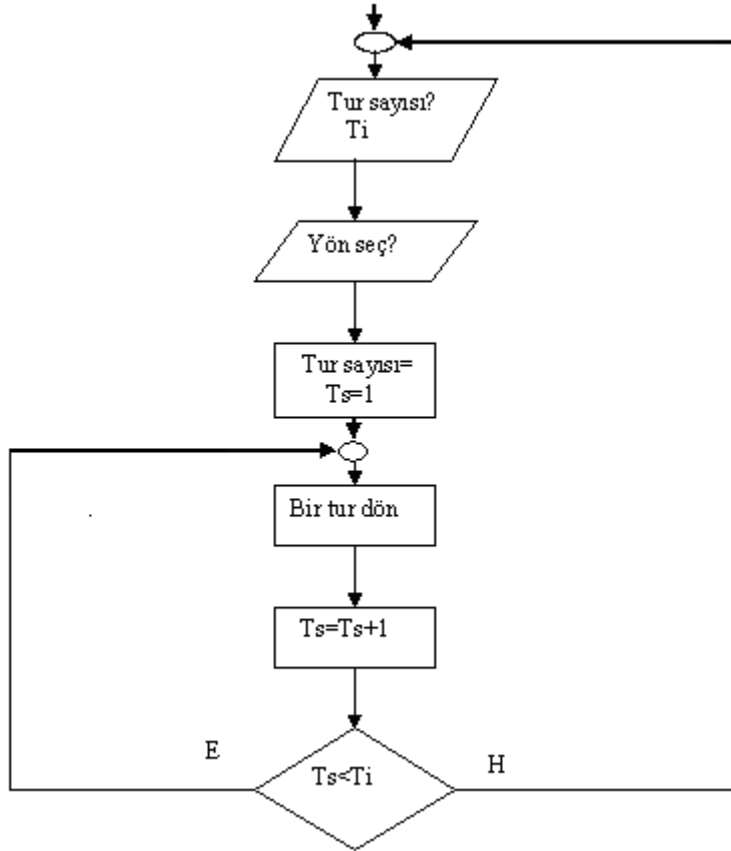 Tur sayısı?
Ti
Yön seç?
Tur sayısı=
Ts=1
Bir tur dön
Ts=Ts+1
E
Ts<Ti
H